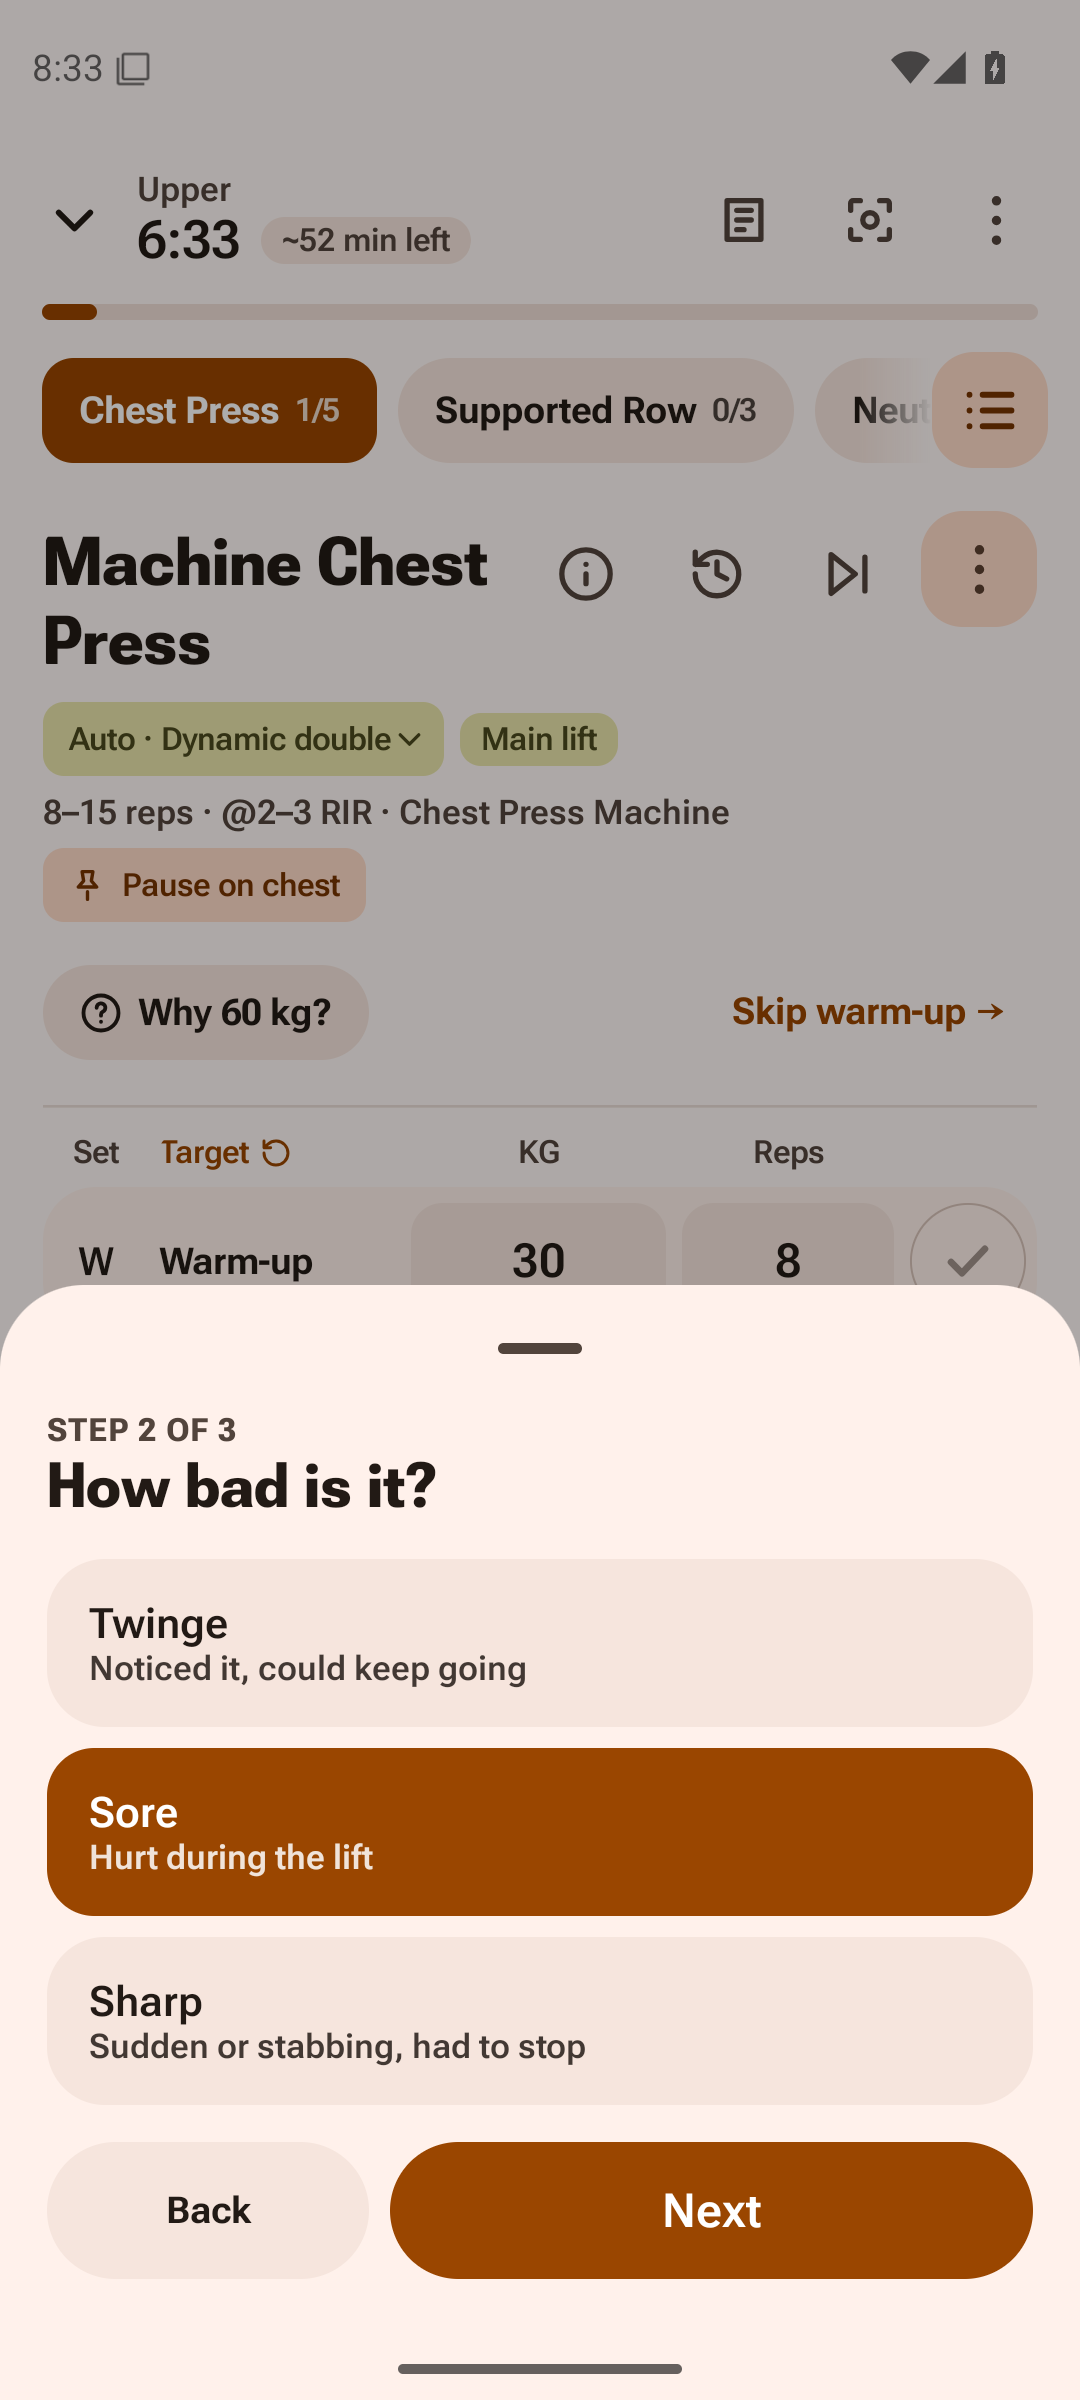 8:33
Upper
6:33 ~52 min left
Chest Press 1/5 Supported Row 0/3 Neut
Machine Chest
Press
Auto · Dynamic double Main lift
8–15 reps · @2–3 RIR · Chest Press Machine
Pause on chest
Why 60 kg? Skip warm-up →
Set Target KG Reps
W Warm-up 30 8
STEP 2 OF 3
How bad is it?
Twinge
Noticed it, could keep going
Sore
Hurt during the lift
Sharp
Sudden or stabbing, had to stop
Back Next